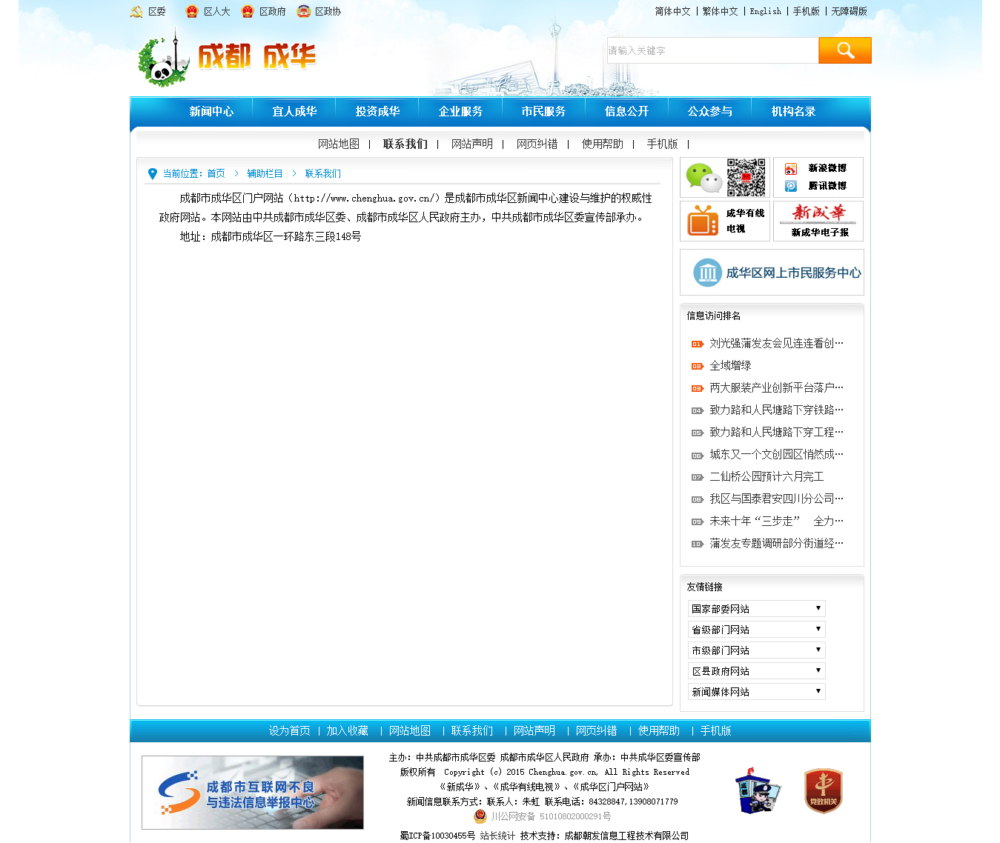 区委 区人大 区政府 区政协
简体中文 | 繁体中文 | English | 手机版 | 无障碍版
成都 成华
请输入关键字
新闻中心 宜人成华 投资成华 企业服务 市民服务 信息公开 公众参与 机构名录
网站地图 | 联系我们 | 网站声明 | 网页纠错 | 使用帮助 | 手机版 |
当前位置：首页 > 辅助栏目 > 联系我们
成都市成华区门户网站（http://www.chenghua.gov.cn/）是成都市成华区新闻中心建设与维护的权威性
政府网站。本网站由中共成都市成华区委、成都市成华区人民政府主办，中共成都市成华区委宣传部承办。
地址：成都市成华区一环路东三段148号
新浪微博
腾讯微博
成华有线
电视
新成華
新成华电子报
成华区网上市民服务中心
信息访问排名
01 刘光强蒲发友会见连连看创…
02 全域增绿
03 两大服装产业创新平台落户…
04 致力路和人民塘路下穿铁路…
05 致力路和人民塘路下穿工程…
06 城东又一个文创园区悄然成…
07 二仙桥公园预计六月完工
08 我区与国泰君安四川分公司…
09 未来十年“三步走” 全力…
10 蒲发友专题调研部分街道经…
友情链接
国家部委网站
省级部门网站
市级部门网站
区县政府网站
新闻媒体网站
设为首页 | 加入收藏 | 网站地图 | 联系我们 | 网站声明 | 网页纠错 | 使用帮助 | 手机版
成都市互联网不良
与违法信息举报中心
主办：中共成都市成华区委 成都市成华区人民政府 承办：中共成华区委宣传部
版权所有 Copyright (c) 2015 Chenghua.gov.cn, All Rights Reserved
《新成华》、《成华有线电视》、《成华区门户网站》
新闻信息联系方式：联系人：朱虹 联系电话：84328847,13908071779
川公网安备 51010802000291号
蜀ICP备10030455号 站长统计 技术支持：成都朝发信息工程技术有限公司
党政机关